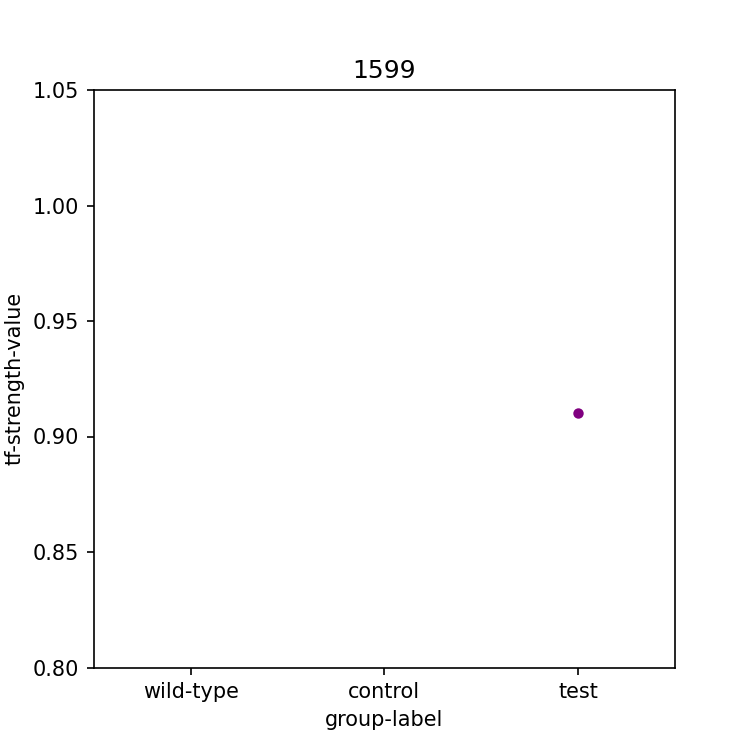 1599
1.05
1.00
0.95
0.90
0.85
0.80
tf-strength-value
wild-type control test
group-label